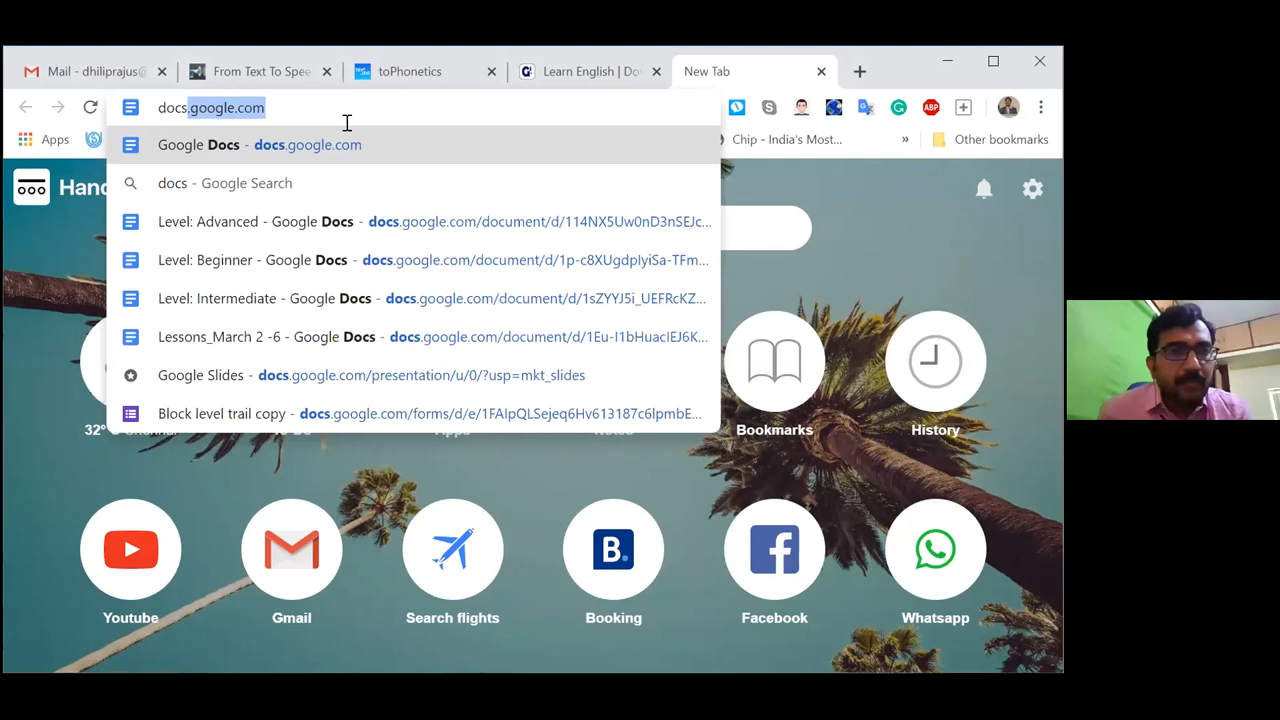 Mail - dhiliprajus@
From Text To Spee
toPhonetics
Learn English | Do
New Tab
docs.google.com
ABP
Apps
Chip - India's Most...
»
Other bookmarks
Google Docs - docs.google.com
docs - Google Search
Level: Advanced - Google Docs - docs.google.com/document/d/114NX5Uw0nD3nSEJc...
Level: Beginner - Google Docs - docs.google.com/document/d/1p-c8XUgdpIyiSa-TFm...
Level: Intermediate - Google Docs - docs.google.com/document/d/1sZYYJ5i_UEFRcKZ...
Lessons_March 2 -6 - Google Docs - docs.google.com/document/d/1Eu-I1bHuacIEJ6K...
Google Slides - docs.google.com/presentation/u/0/?usp=mkt_slides
Block level trail copy - docs.google.com/forms/d/e/1FAIpQLSejeq6Hv613187c6lpmbE...
Hand
Bookmarks
History
Youtube
Gmail
Search flights
B.
Booking
Facebook
Whatsapp